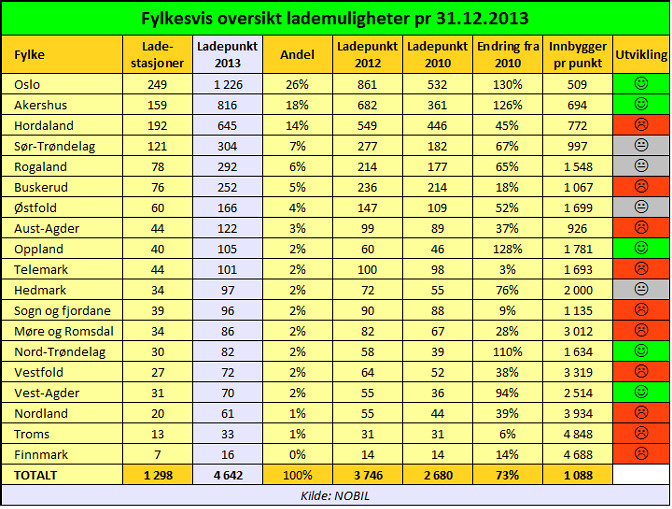 Fylkesvis oversikt lademuligheter pr 31.12.2013
Fylke Lade-stasjoner Ladepunkt 2013 Andel Ladepunkt 2012 Ladepunkt 2010 Endring fra 2010 Innbygger pr punkt Utvikling
Oslo 249 1 226 26% 861 532 130% 509
Akershus 159 816 18% 682 361 126% 694
Hordaland 192 645 14% 549 446 45% 772
Sør-Trøndelag 121 304 7% 277 182 67% 997
Rogaland 78 292 6% 214 177 65% 1 548
Buskerud 76 252 5% 236 214 18% 1 067
Østfold 60 166 4% 147 109 52% 1 699
Aust-Agder 44 122 3% 99 89 37% 926
Oppland 40 105 2% 60 46 128% 1 781
Telemark 44 101 2% 100 98 3% 1 693
Hedmark 34 97 2% 72 55 76% 2 000
Sogn og fjordane 39 96 2% 90 88 9% 1 135
Møre og Romsdal 34 86 2% 82 67 28% 3 012
Nord-Trøndelag 30 82 2% 58 39 110% 1 634
Vestfold 27 72 2% 64 52 38% 3 319
Vest-Agder 31 70 2% 55 36 94% 2 514
Nordland 20 61 1% 55 44 39% 3 934
Troms 13 33 1% 31 31 6% 4 848
Finnmark 7 16 0% 14 14 14% 4 688
TOTALT 1 298 4 642 100% 3 746 2 680 73% 1 088
Kilde: NOBIL